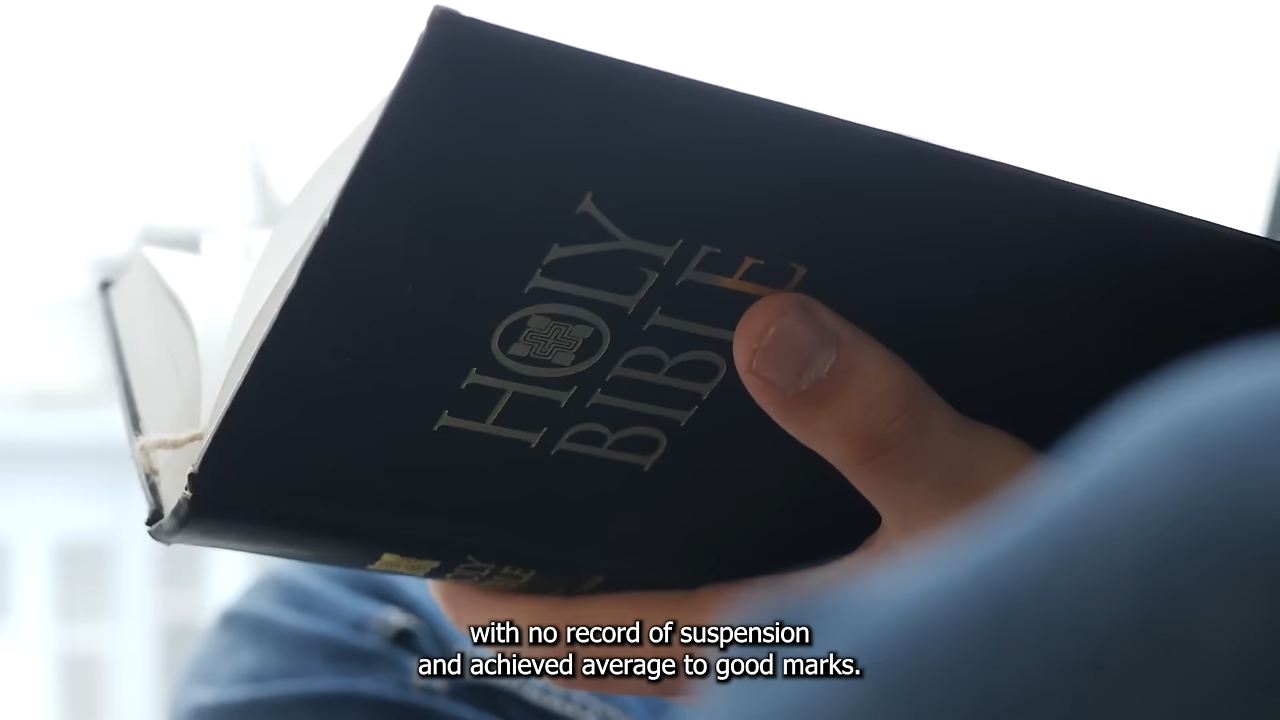 HOLY
BIBLE
with no record of suspension
and achieved average to good marks.